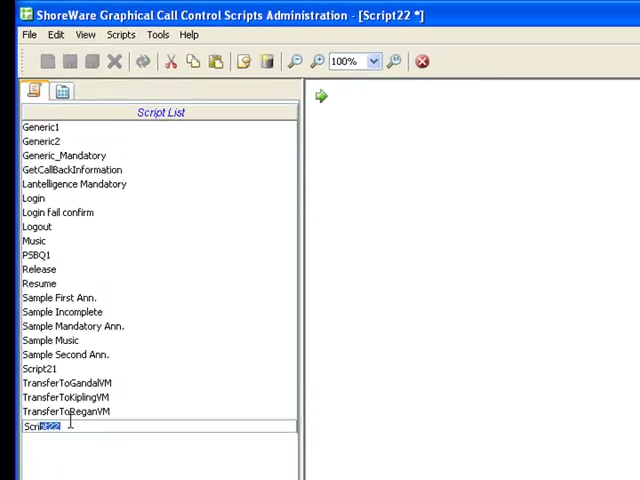 ShoreWare Graphical Call Control Scripts Administration - [Script22 *]
File Edit View Scripts Tools Help
100%
Script List
Generic1
Generic2
Generic_Mandatory
GetCallBackInformation
Lantelligence Mandatory
Login
Login fail confirm
Logout
Music
PSBQ1
Release
Resume
Sample First Ann.
Sample Incomplete
Sample Mandatory Ann.
Sample Music
Sample Second Ann.
Script21
TransferToGandalVM
TransferToKiplingVM
TransferToReganVM
Script22